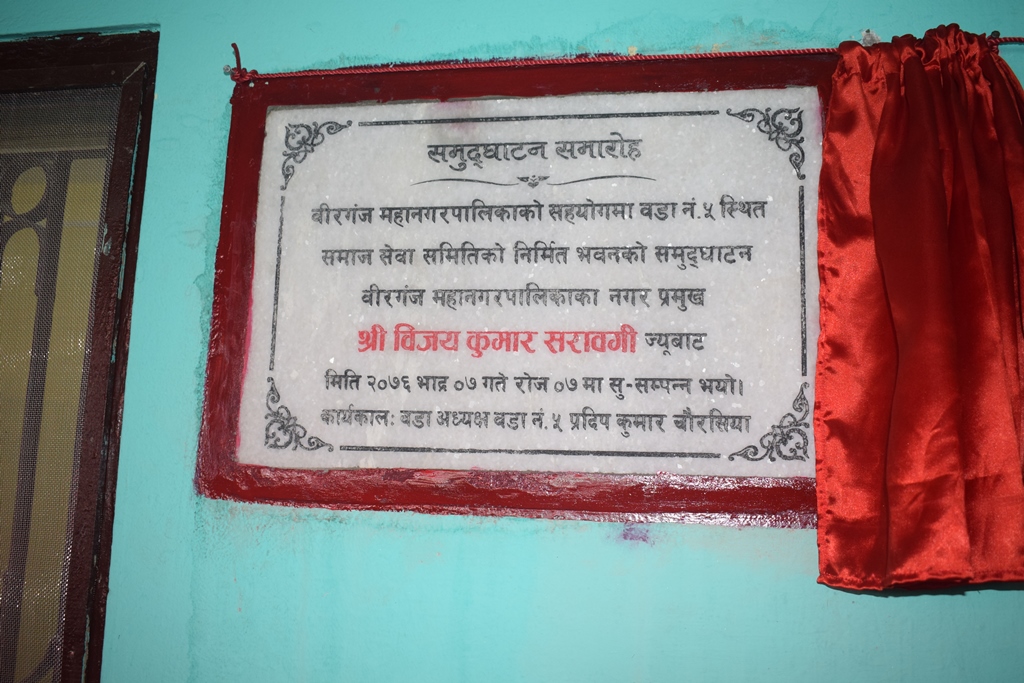 समुद्घाटन समारोह
वीरगंज महानगरपालिकाको सहयोगमा वडा नं.५ स्थित
समाज सेवा समितिको निर्मित भवनको समुद्घाटन
वीरगंज महानगरपालिकाका नगर प्रमुख
श्री विजय कुमार सरावगी ज्यूबाट
मिति २०७६ भाद्र ०७ गते रोज ०७ मा सु-सम्पन्न भयो।
कार्यकाल: वडा अध्यक्ष वडा नं.५ प्रदिप कुमार चौरसिया